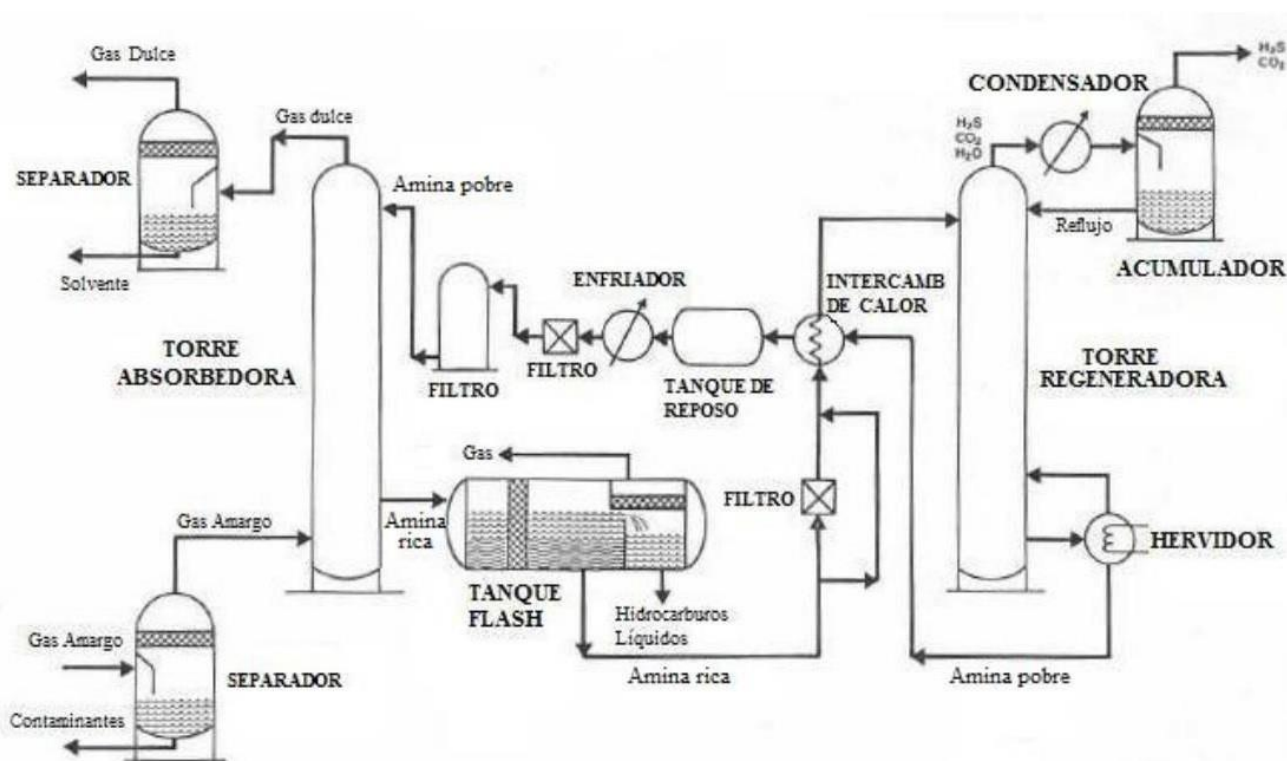 Gas Dulce
Gas dulce
SEPARADOR
Solvente
Amina pobre
TORRE
ABSORBEDORA
FILTRO
FILTRO
ENFRIADOR
TANQUE DE
REPOSO
INTERCAMB
DE CALOR
CONDENSADOR
H₂S
CO₂
H₂O
H₂S
CO₂
Reflujo
ACUMULADOR
TORRE
REGENERADORA
HERVIDOR
Gas
FILTRO
Amina
rica
Gas Amargo
TANQUE
FLASH
Hidrocarburos
Líquidos
Amina rica
Amina pobre
Gas Amargo
SEPARADOR
Contaminantes